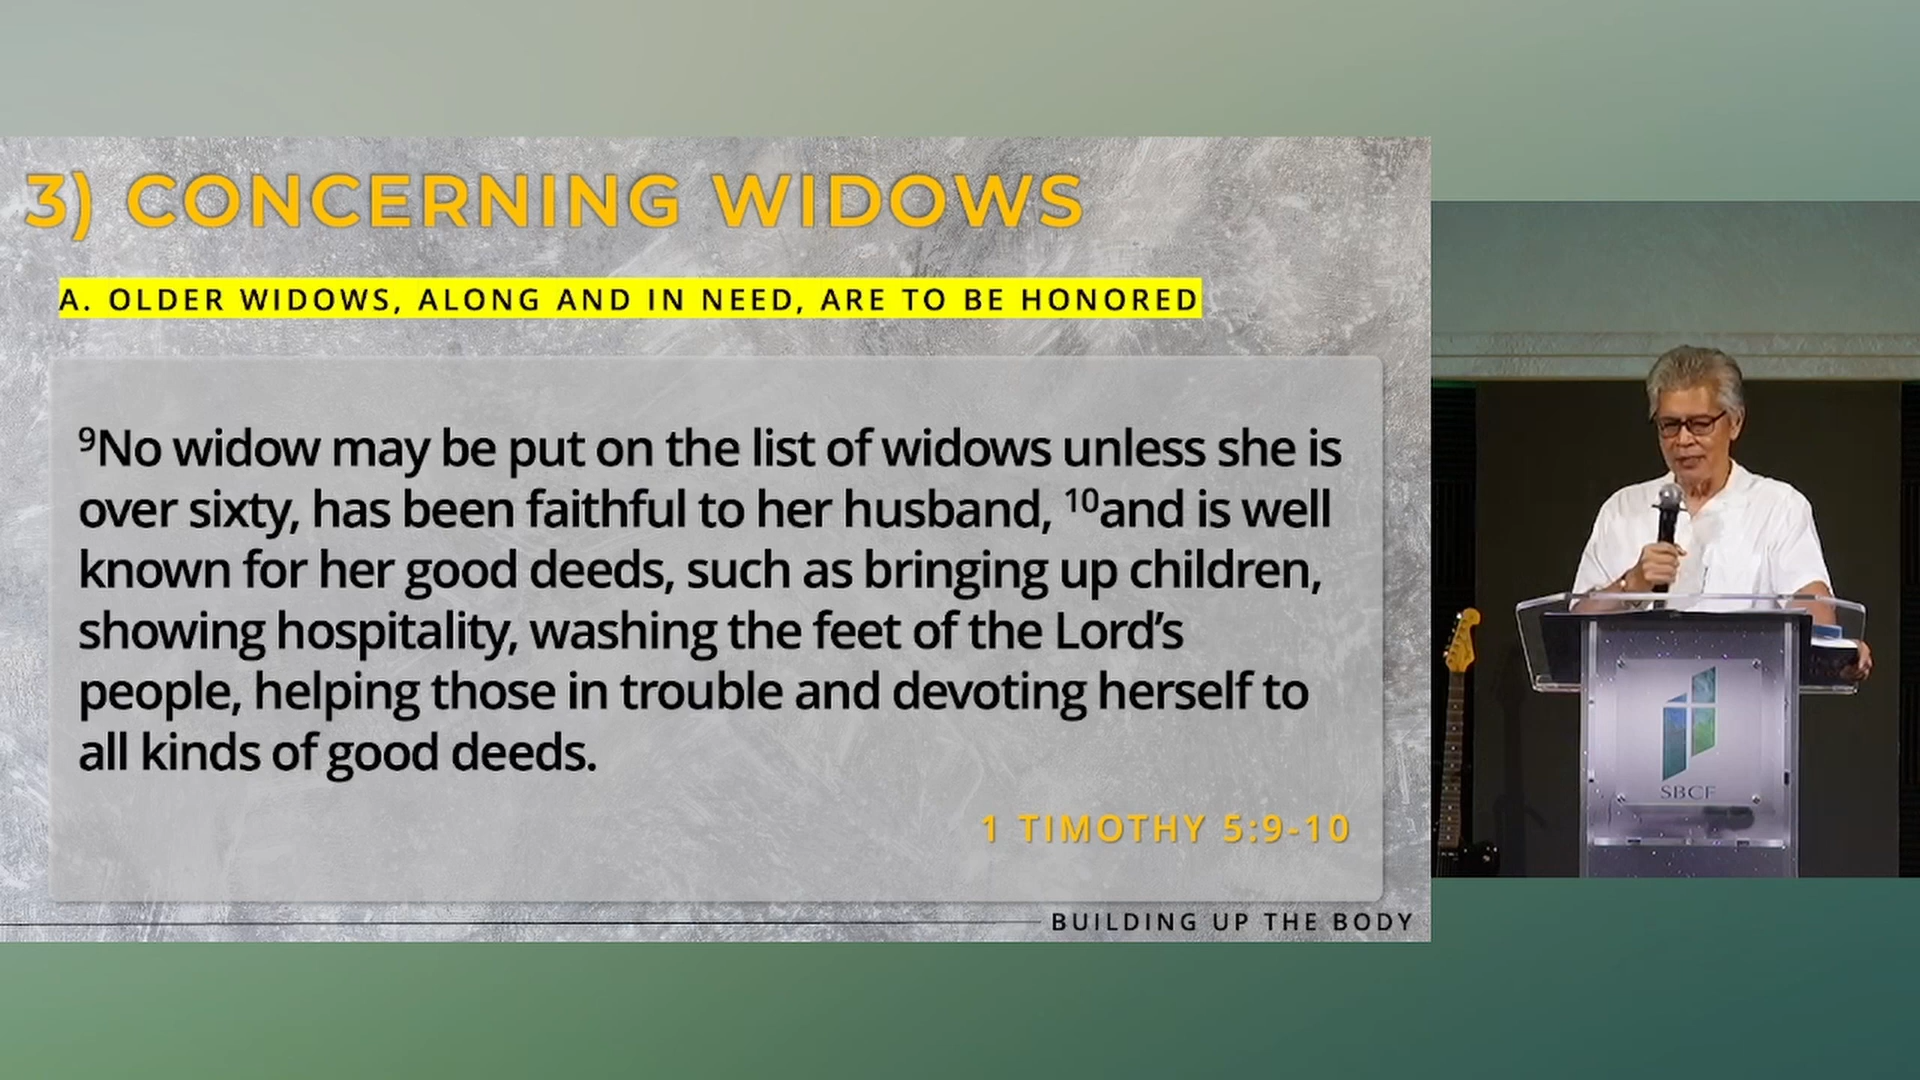 3) CONCERNING WIDOWS
A. OLDER WIDOWS, ALONG AND IN NEED, ARE TO BE HONORED
⁹No widow may be put on the list of widows unless she is
over sixty, has been faithful to her husband, ¹⁰and is well
known for her good deeds, such as bringing up children,
showing hospitality, washing the feet of the Lord’s
people, helping those in trouble and devoting herself to
all kinds of good deeds.
1 TIMOTHY 5:9-10
BUILDING UP THE BODY
SBCF